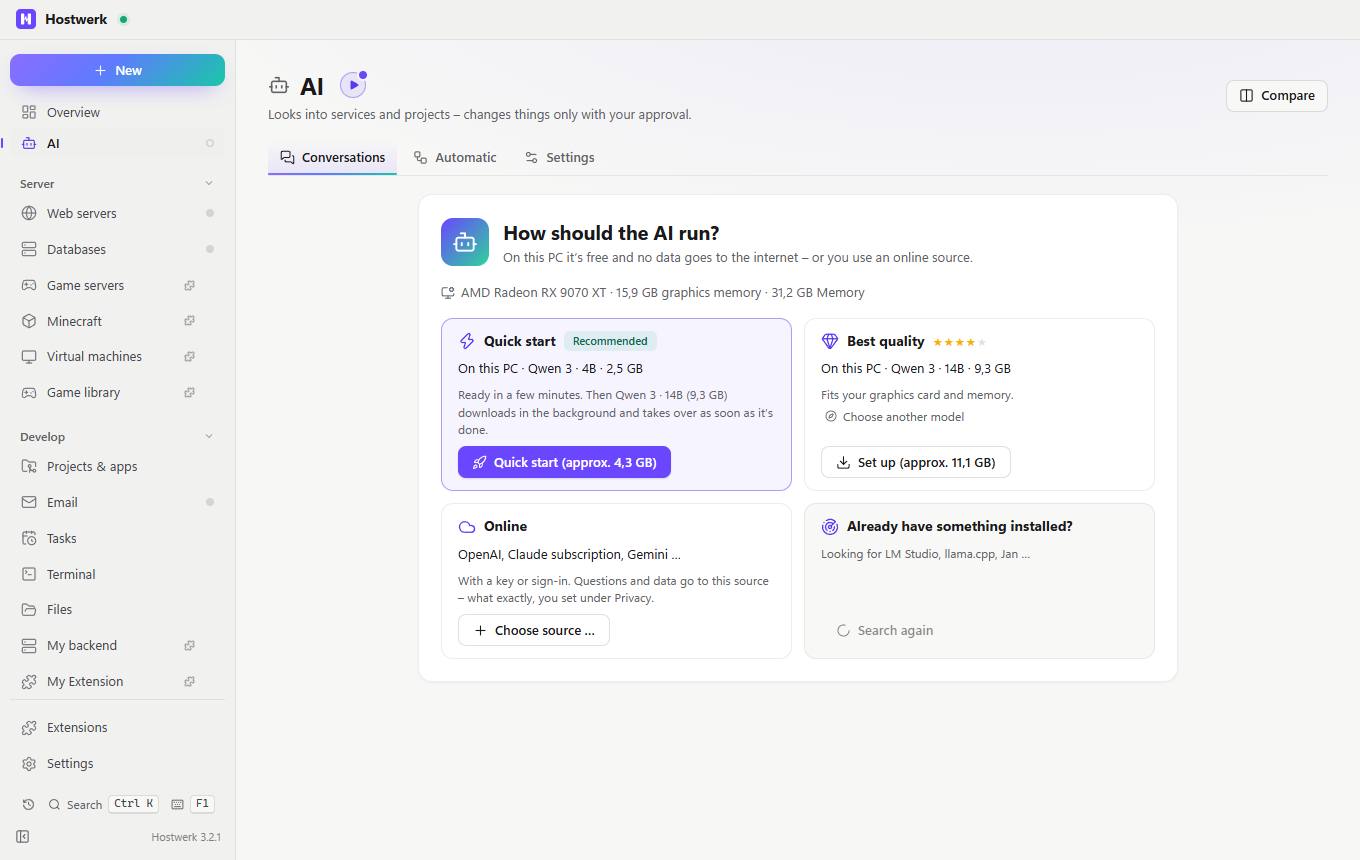 Hostwerk
New
Overview
AI
Server
Web servers
Databases
Game servers
Minecraft
Virtual machines
Game library
Develop
Projects & apps
Email
Tasks
Terminal
Files
My backend
My Extension
Extensions
Settings
Search Ctrl K F1
Hostwerk 3.2.1
AI
Looks into services and projects – changes things only with your approval.
Compare
Conversations Automatic Settings
How should the AI run?
On this PC it's free and no data goes to the internet – or you use an online source.
AMD Radeon RX 9070 XT · 15,9 GB graphics memory · 31,2 GB Memory
Quick start Recommended
On this PC · Qwen 3 · 4B · 2,5 GB
Ready in a few minutes. Then Qwen 3 · 14B (9,3 GB)
downloads in the background and takes over as soon as it's
done.
Quick start (approx. 4,3 GB)
Best quality ★★★★★
On this PC · Qwen 3 · 14B · 9,3 GB
Fits your graphics card and memory.
Choose another model
Set up (approx. 11,1 GB)
Online
OpenAI, Claude subscription, Gemini ...
With a key or sign-in. Questions and data go to this source
– what exactly, you set under Privacy.
Choose source ...
Already have something installed?
Looking for LM Studio, llama.cpp, Jan ...
Search again